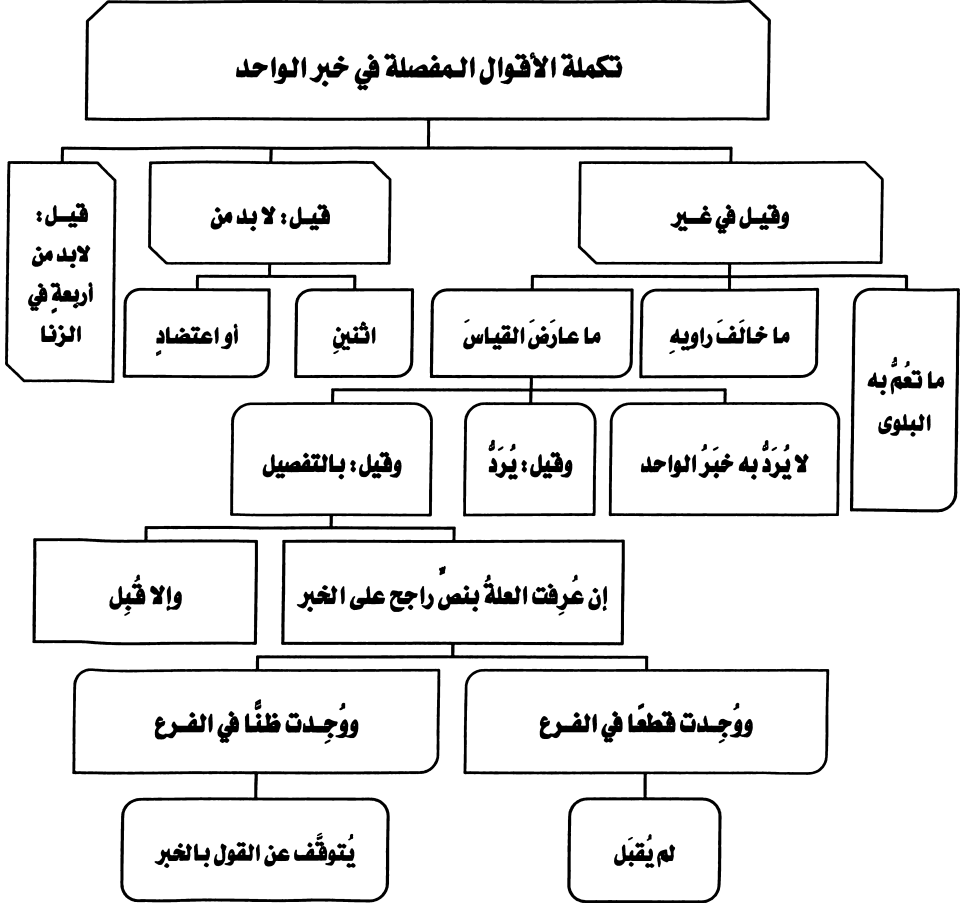 تكملة الأقوال المفصلة في خبر الواحد
وقيل في غير
قيل: لا بد من
قيل:
لابد من
أربعةٍ في
الزنا
ما تعُمُّ به
البلوى
ما خالَفَ راويهِ
ما عارَضَ القياسَ
اثنينِ
أو اعتضادٍ
لا يُرَدُّ به خبَرُ الواحد
وقيل: يُرَدُّ
وقيل: بالتفصيل
إن عُرِفت العلةُ بنصٍّ راجح على الخبر
وإلا قُبِل
ووُجِدت قطعًا في الفرع
ووُجِدت ظنًّا في الفرع
لم يُقبَل
يُتوقَّف عن القول بالخبر